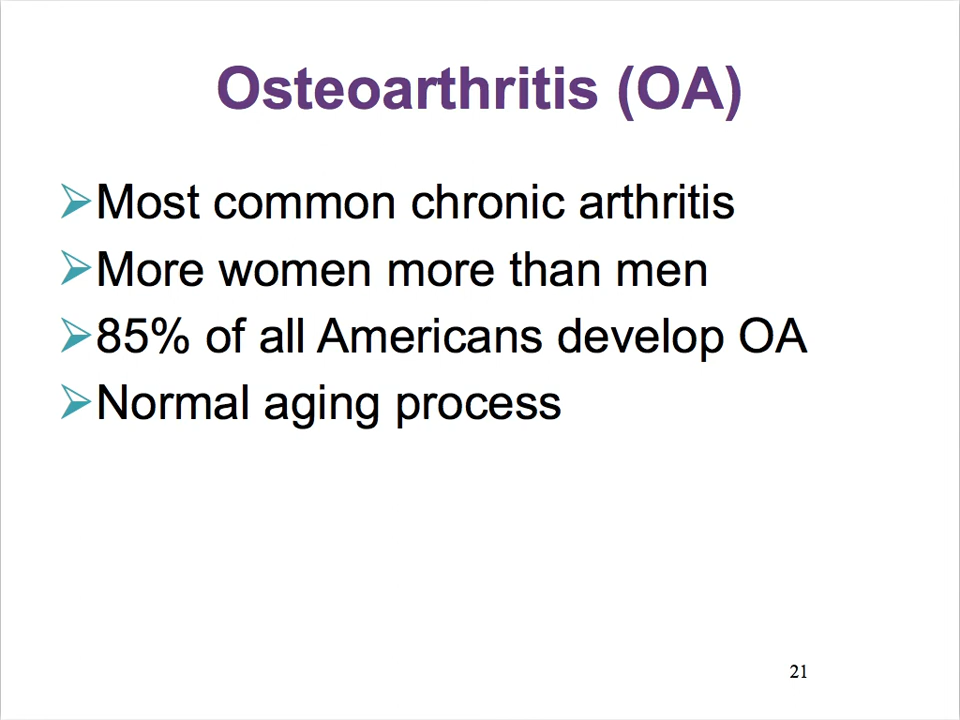 Osteoarthritis (OA)
Most common chronic arthritis
More women more than men
85% of all Americans develop OA
Normal aging process
21